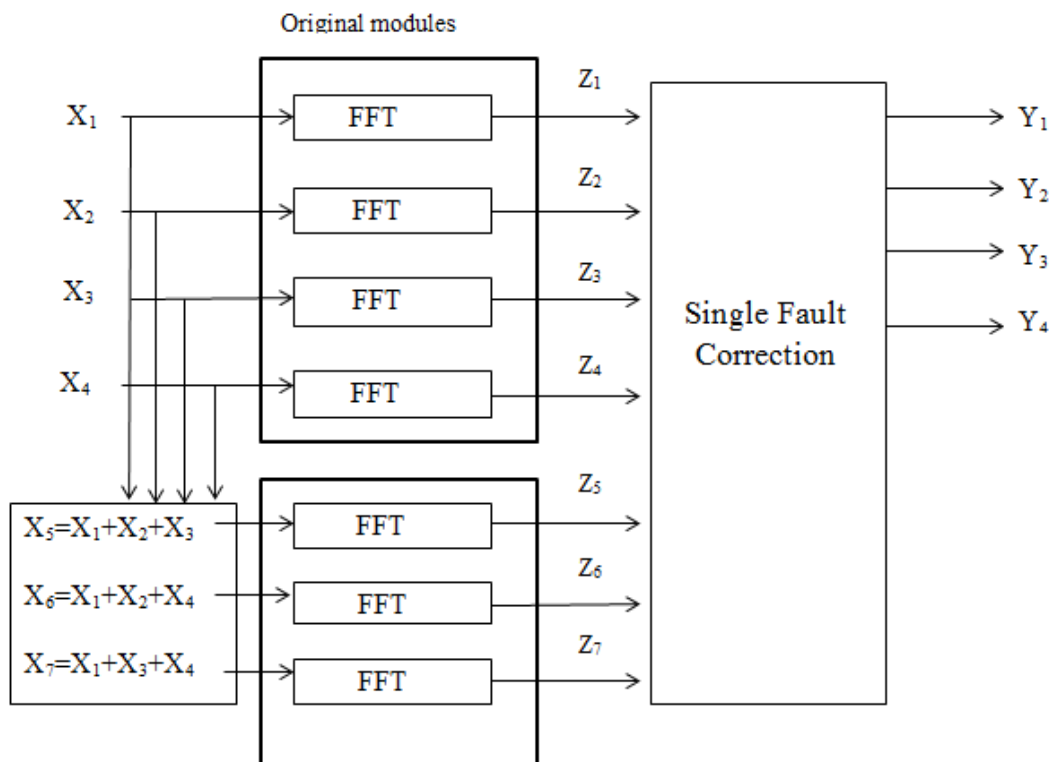 Original modules
X₁
FFT
Z₁
Y₁
X₂
FFT
Z₂
Y₂
X₃
FFT
Z₃
Y₃
X₄
FFT
Z₄
Y₄
Single Fault
Correction
X₅=X₁+X₂+X₃
FFT
Z₅
X₆=X₁+X₂+X₄
FFT
Z₆
X₇=X₁+X₃+X₄
FFT
Z₇